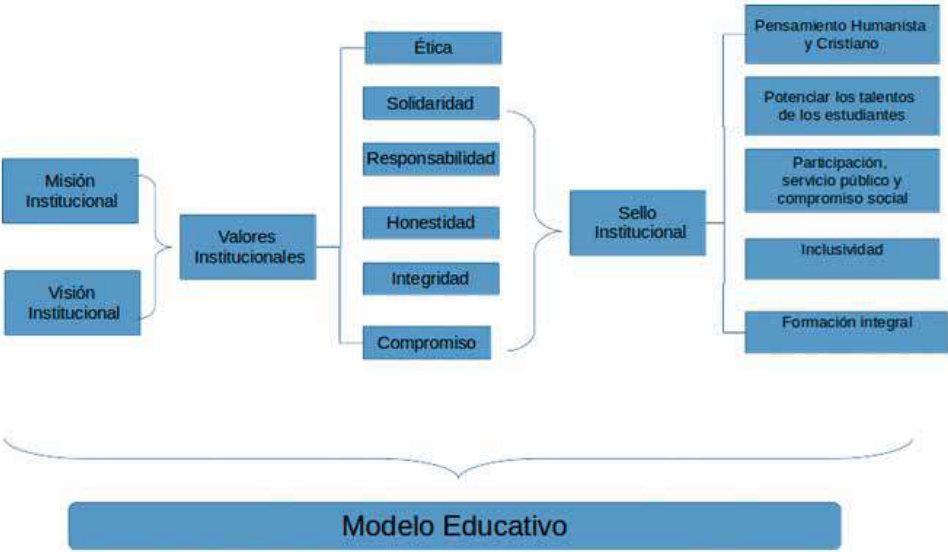 Misión
Institucional
Visión
Institucional
Valores
Institucionales
Ética
Solidaridad
Responsabilidad
Honestidad
Integridad
Compromiso
Sello
Institucional
Pensamiento Humanista
y Cristiano
Potenciar los talentos
de los estudiantes
Participación,
servicio público y
compromiso social
Inclusividad
Formación integral
Modelo Educativo